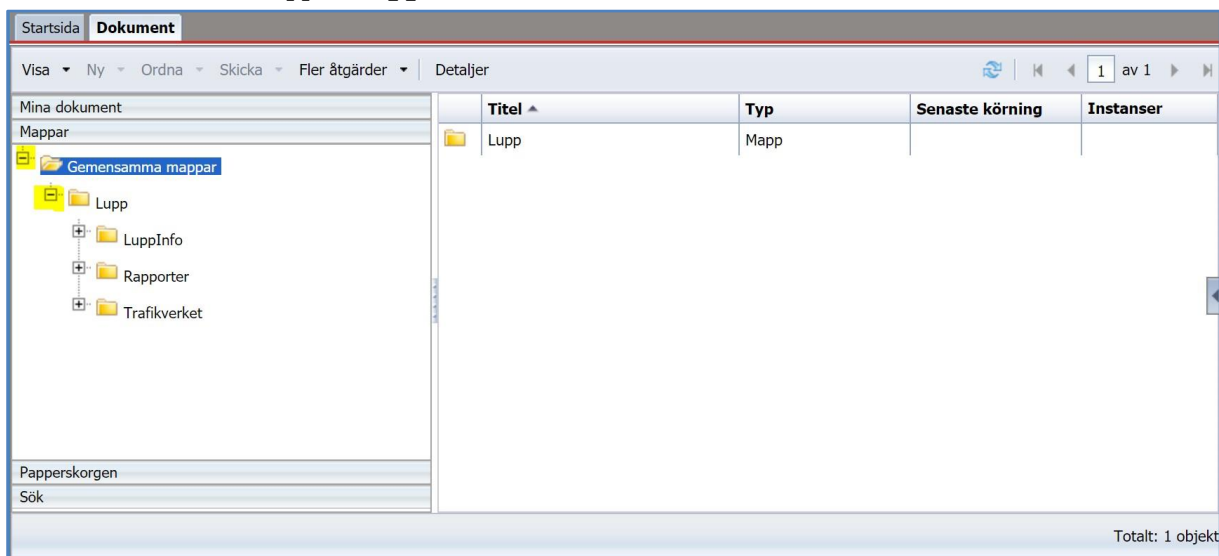 Startsida Dokument
Visa Ny Ordna Skicka Fler åtgärder Detaljer 1 av 1
Mina dokument
Mappar
Gemensamma mappar
Lupp
LuppInfo
Rapporter
Trafikverket
Papperskorgen
Sök
Titel Typ Senaste körning Instanser
Lupp Mapp
Totalt: 1 objekt